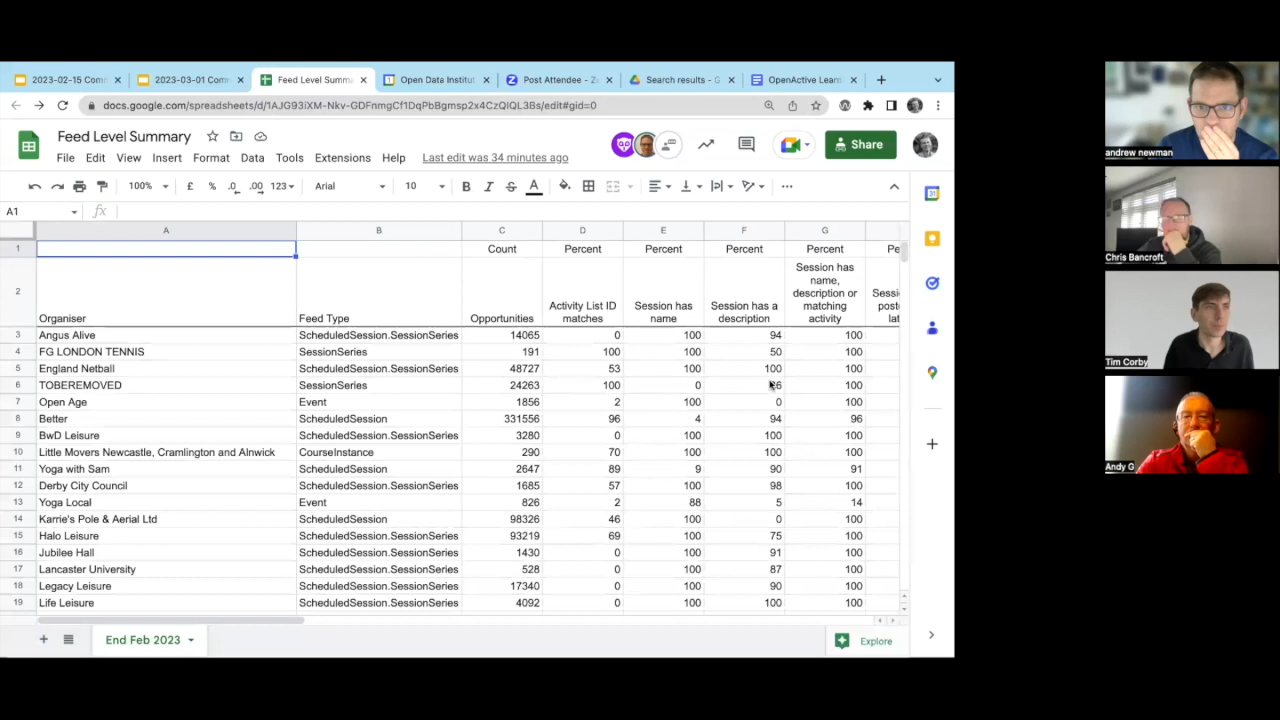 2023-02-15 Com
2023-03-01 Com
Feed Level Summa
Open Data Institut
Post Attendee - Z
Search results - G
OpenActive Learn
docs.google.com/spreadsheets/d/1AJG93iXM-Nkv-GDFnmgCf1DqPbBgmsp2x4CzQIQL3Bs/edit#gid=0
Feed Level Summary
File Edit View Insert Format Data Tools Extensions Help Last edit was 34 minutes ago
Share
100% £ % .0 .00 123 Arial 10 B I S A
A1 fx
A B C D E F G
1 Count Percent Percent Percent Percent Pe
2 Organiser Feed Type Opportunities Activity List ID matches Session has name Session has a description Session has name, description or matching activity Sessi poste lat
3 Angus Alive ScheduledSession.SessionSeries 14065 0 100 94 100
4 FG LONDON TENNIS SessionSeries 191 100 100 50 100
5 England Netball ScheduledSession.SessionSeries 48727 53 100 100 100
6 TOBEREMOVED SessionSeries 24263 100 0 6 100
7 Open Age Event 1856 2 100 0 100
8 Better ScheduledSession 331556 96 4 94 96
9 BwD Leisure ScheduledSession.SessionSeries 3280 0 100 100 100
10 Little Movers Newcastle, Cramlington and Alnwick CourseInstance 290 70 100 100 100
11 Yoga with Sam ScheduledSession 2647 89 9 90 91
12 Derby City Council ScheduledSession.SessionSeries 1685 57 100 98 100
13 Yoga Local Event 826 2 88 5 14
14 Karrie's Pole & Aerial Ltd ScheduledSession 98326 46 100 0 100
15 Halo Leisure ScheduledSession.SessionSeries 93219 69 100 75 100
16 Jubilee Hall ScheduledSession.SessionSeries 1430 0 100 91 100
17 Lancaster University ScheduledSession.SessionSeries 528 0 100 87 100
18 Legacy Leisure ScheduledSession.SessionSeries 17340 0 100 90 100
19 Life Leisure ScheduledSession.SessionSeries 4092 0 100 100 100
End Feb 2023
Explore
andrew newman
Chris Bancroft
Tim Corby
Andy G